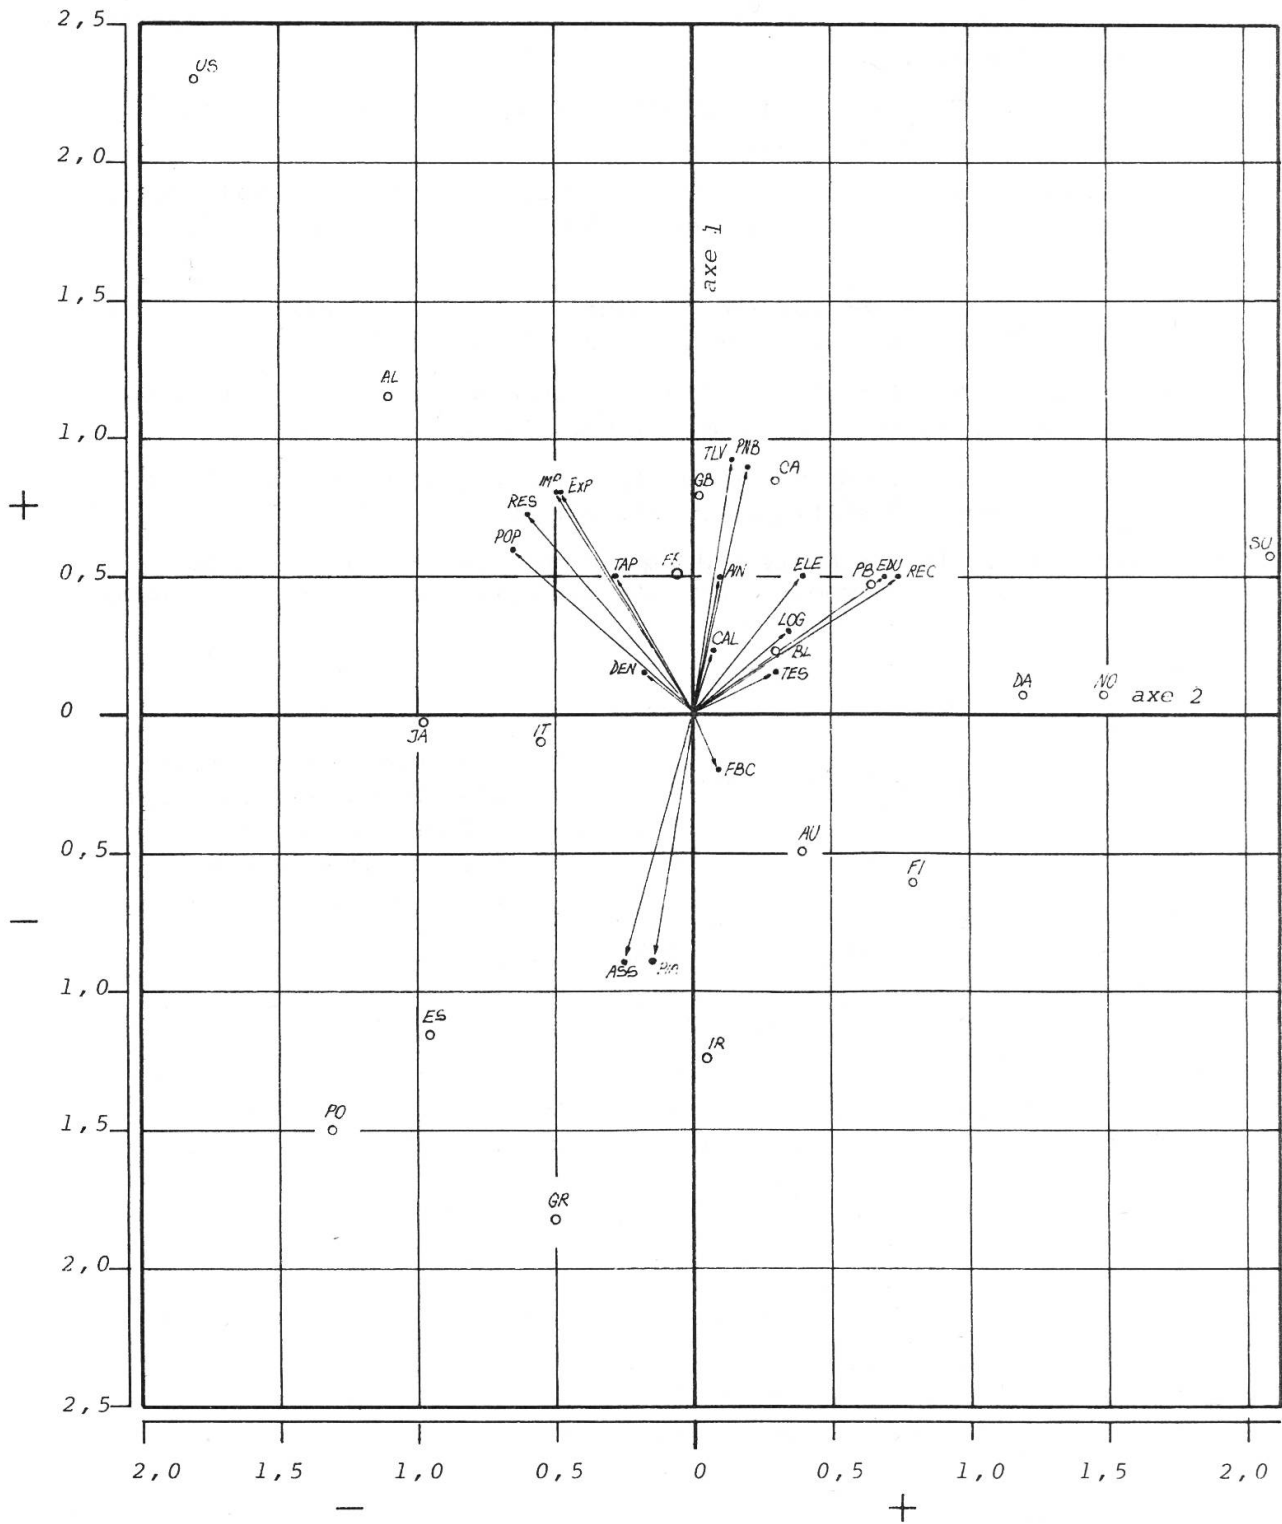 2,5
US
2,0
axe 1
1,5
AL
1,0
TLV PNB
CA
GB
IMP EXP
RES
POP
SU
+
TAP
AIN
ELE
PB EDU REC
0,5
LOG
CAL
BL
DEN
TES
DA
NO
axe 2
0
JA
IT
FBC
AU
0,5
FI
—
ASS
1,0
ES
IR
PO
1,5
GR
2,0
2,5
2,0 1,5 1,0 0,5 0 0,5 1,0 1,5 2,0
— +